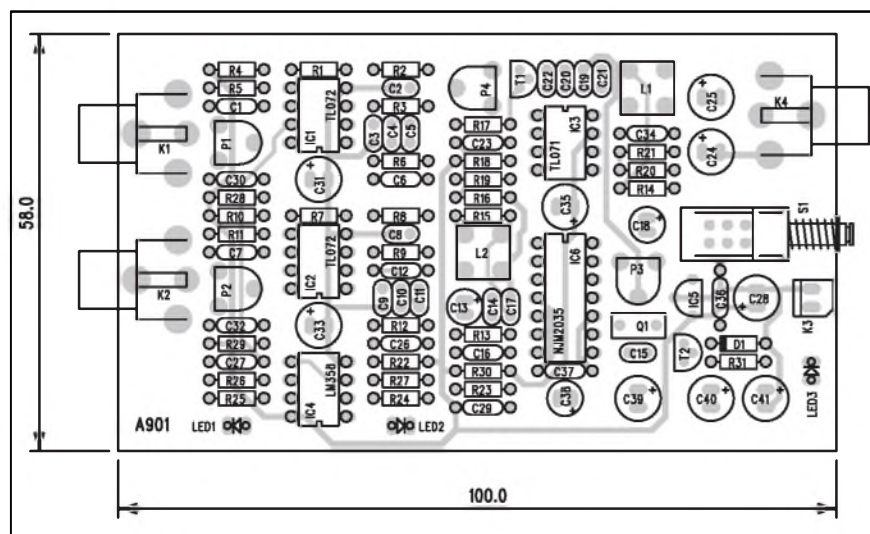 R4 R1 R2
R5 C2
C1 TL072 R3
K1 P1 IC1 C3 C4 C5
R6
C30 C31 C6
R28
R10 R7 R8
R11 TL072 C8
C7 R9
C12
K2 P2 IC2 C9 C10 C11
C32 C33 R12
R29 C26
C27 LM358 R22
R26 R27
R25 IC4 R24
A901 LED1 LED2
P4 T1 C22 C20 C19 C21 L1 C25 K4
R17 IC3 C34
C23 R21 C24
R18 TL071 R20
R19 R14
R16 C35 C18 S1
R15
L2 IC6 P3 IC5 C36 C28 K3
C13 C14 C17 NJM2035 Q1
R13 T2 D1
C16 C15 R31
R30 C37 LED3
R23 C38 C39 C40 C41
C29
58.0
100.0